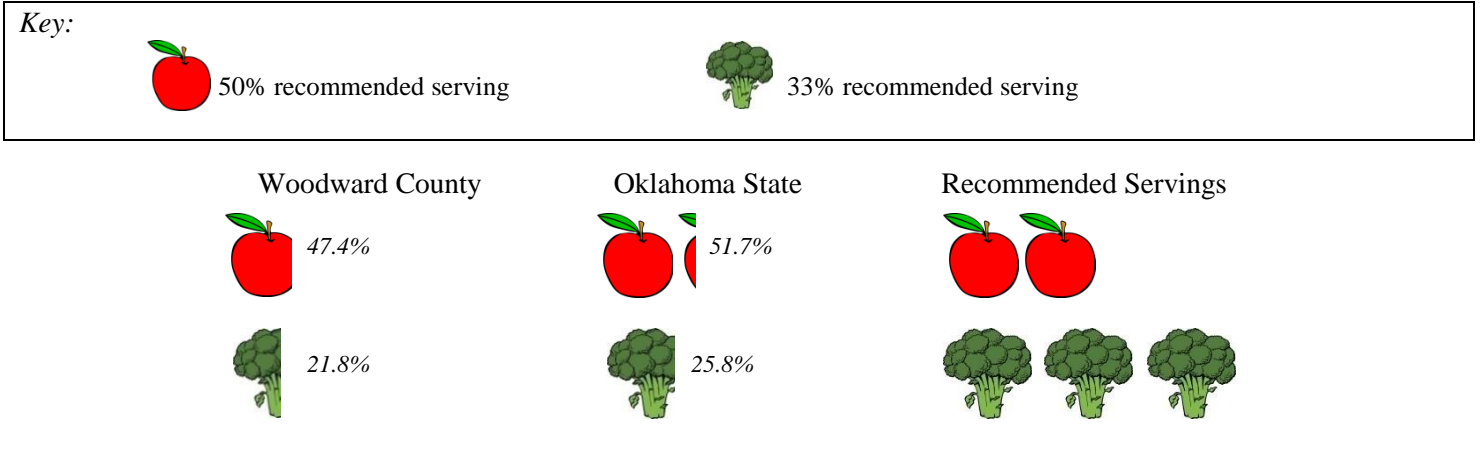 Key:
50% recommended serving 33% recommended serving
Woodward County Oklahoma State Recommended Servings
47.4% 51.7%
21.8% 25.8%